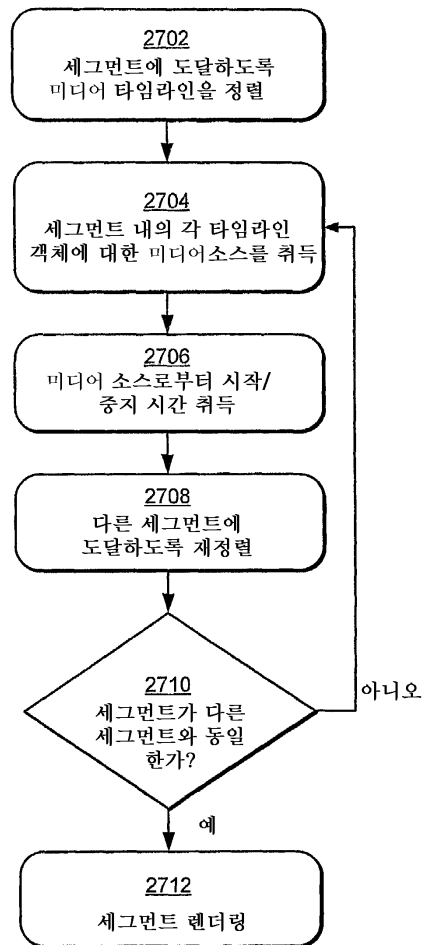 2702
세그먼트에 도달하도록
미디어 타임라인을 정렬
2704
세그먼트 내의 각 타임라인
객체에 대한 미디어소스를 취득
2706
미디어 소스로부터 시작/
중지 시간 취득
2708
다른 세그먼트에
도달하도록 재정렬
2710
세그먼트가 다른
세그먼트와 동일
한가?
아니오
예
2712
세그먼트 렌더링